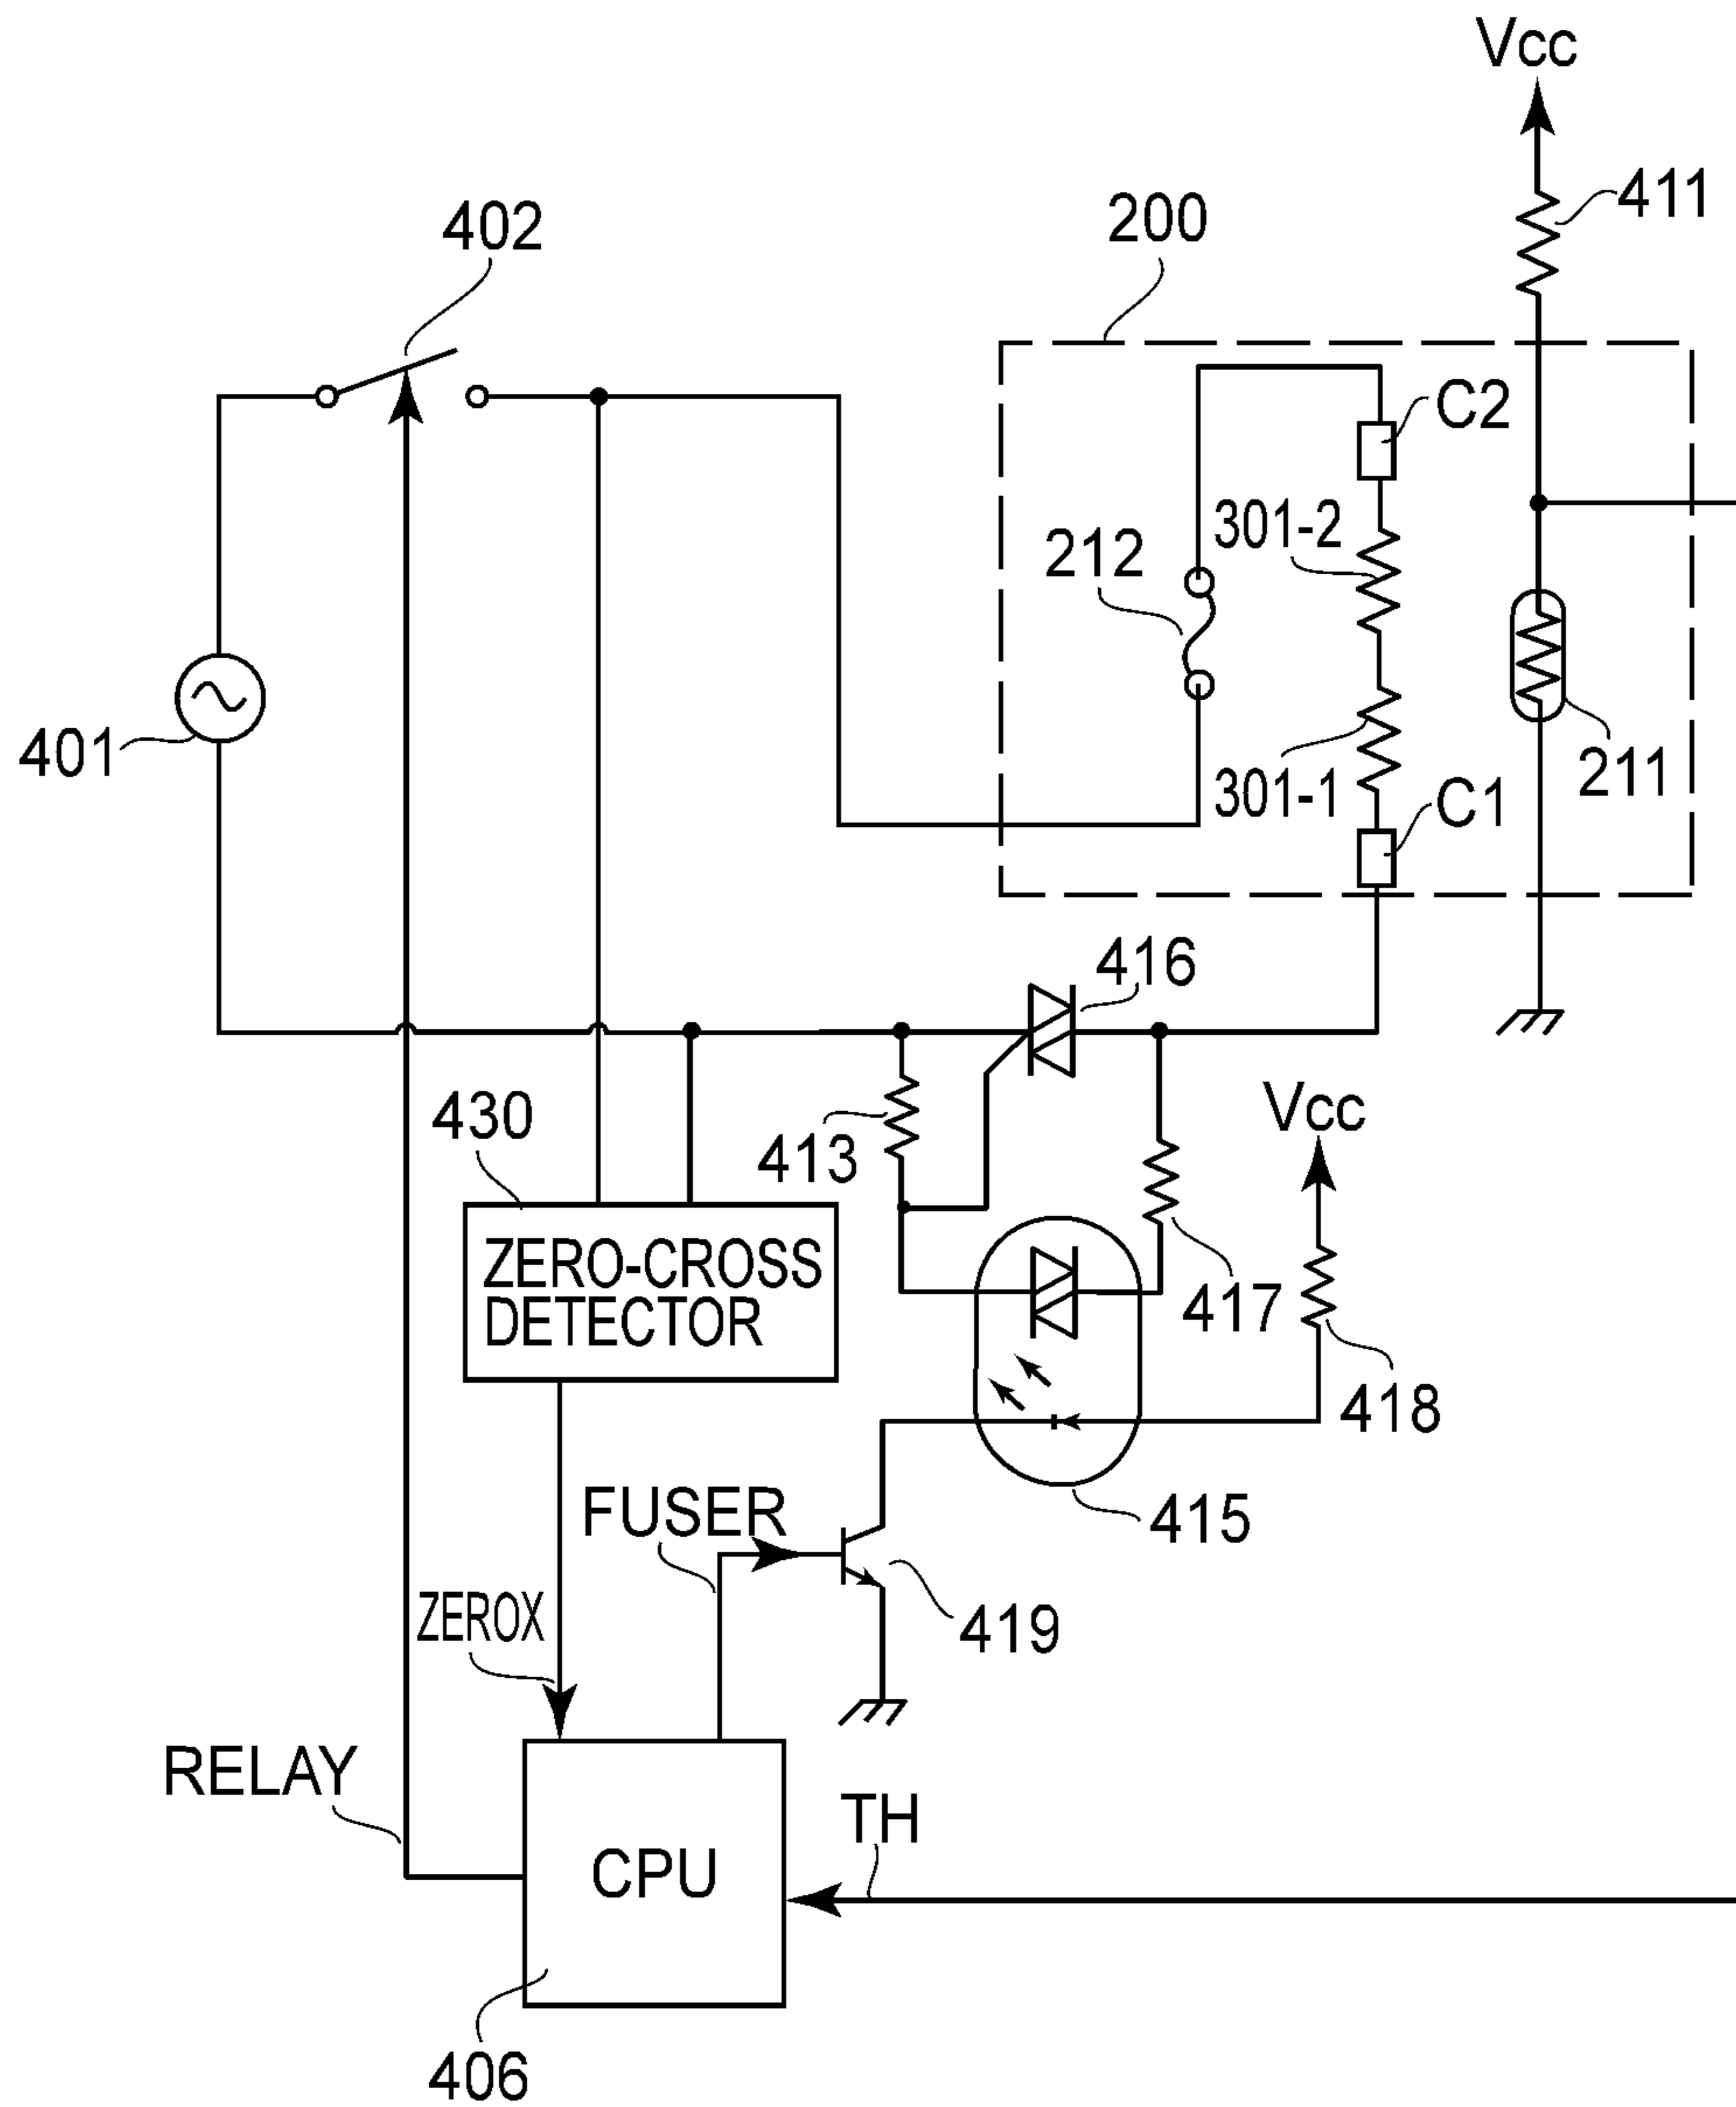 Vcc
411
200
402
C2
301-2
212
401
301-1
C1
211
416
430
413
Vcc
ZERO-CROSS
DETECTOR
417
418
FUSER
415
ZEROX
419
RELAY
TH
CPU
406